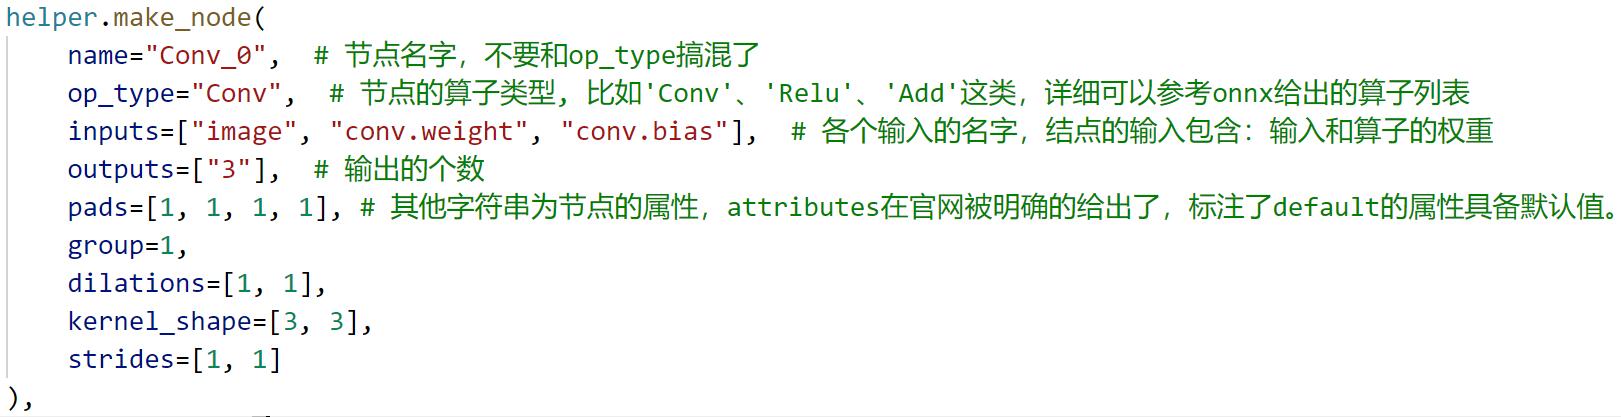 helper.make_node(
name="Conv_0",  # 节点名字，不要和op_type搞混了
op_type="Conv",  # 节点的算子类型, 比如'Conv'、'Relu'、'Add'这类，详细可以参考onnx给出的算子列表
inputs=["image", "conv.weight", "conv.bias"],  # 各个输入的名字，结点的输入包含：输入和算子的权重
outputs=["3"],  # 输出的个数
pads=[1, 1, 1, 1], # 其他字符串为节点的属性，attributes在官网被明确的给出了，标注了default的属性具备默认值。
group=1,
dilations=[1, 1],
kernel_shape=[3, 3],
strides=[1, 1]
),